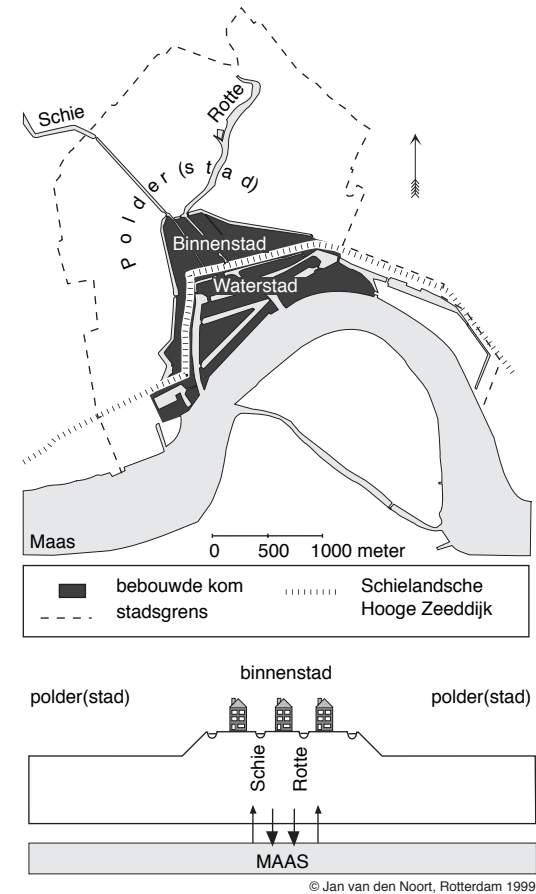 Schie
Rotte
Polder(stad)
Binnenstad
Waterstad
Maas
0 500 1000 meter
bebouwde kom
stadsgrens
Schielandsche
Hooge Zeeddijk
binnenstad
polder(stad) polder(stad)
Schie Rotte
MAAS
© Jan van den Noort, Rotterdam 1999